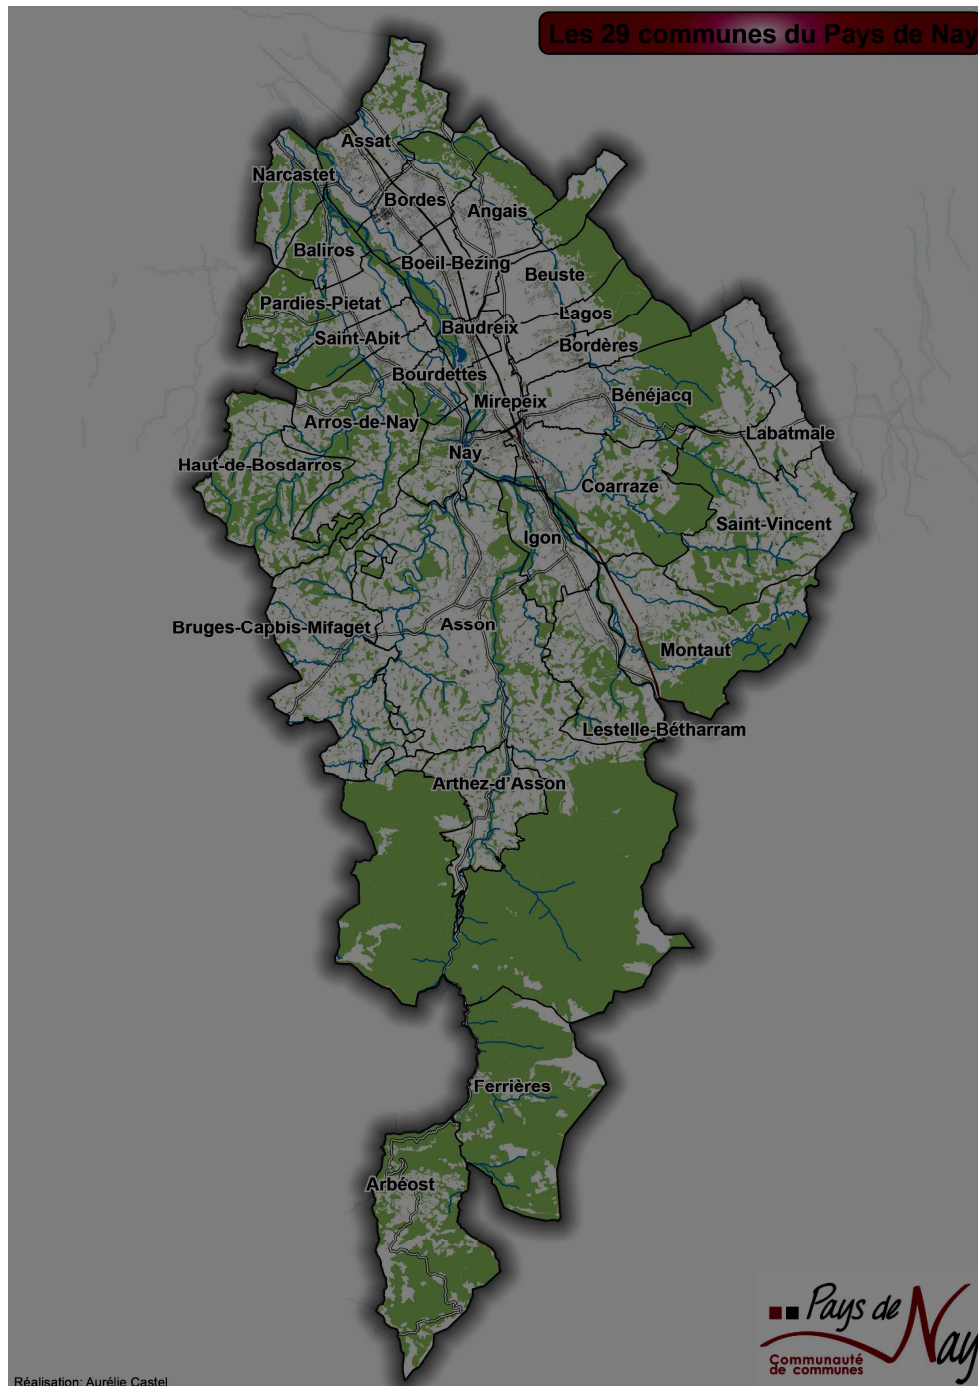 Les 29 communes du Pays de Nay
Assat
Narcastet
Bordes
Angais
Baliros
Boeil-Bezing
Beuste
Pardies-Pietat
Lagos
Saint-Abit
Baudreix
Bordères
Bourdettes
Mirepeix
Bénéjacq
Arros-de-Nay
Labatmale
Nay
Haut-de-Bosdarros
Coarraze
Saint-Vincent
Igon
Bruges-Capbis-Mifaget
Asson
Montaut
Lestelle-Bétharram
Arthez-d'Asson
Ferrières
Arbéost
Pays de Nay
Communauté
de communes
Réalisation: Aurélie Castel